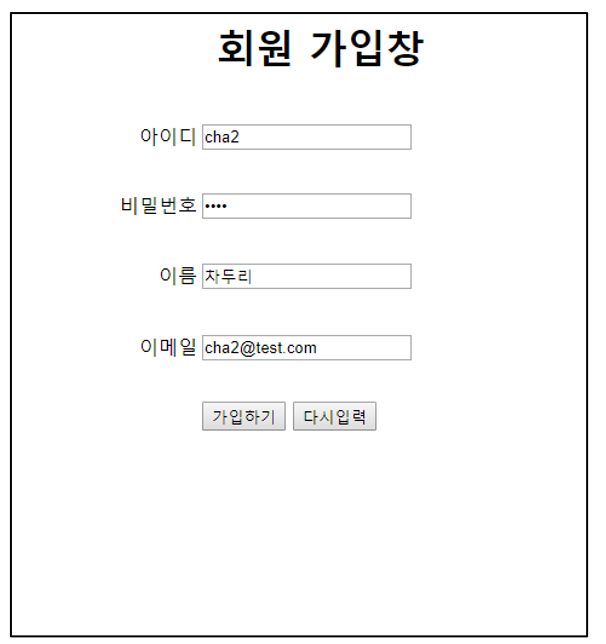 회원 가입창
아이디 cha2
비밀번호 ••••
이름 차두리
이메일 cha2@test.com
가입하기 다시입력